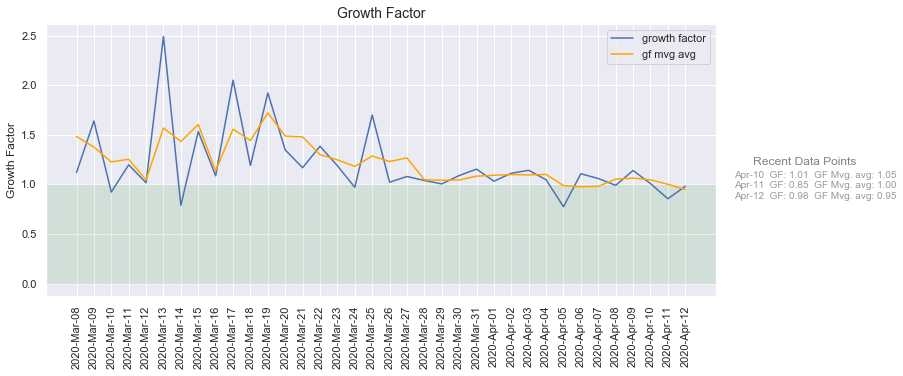 Growth Factor
growth factor
gf mvg avg
Growth Factor
2.5
2.0
1.5
1.0
0.5
0.0
2020-Mar-08
2020-Mar-09
2020-Mar-10
2020-Mar-11
2020-Mar-12
2020-Mar-13
2020-Mar-14
2020-Mar-15
2020-Mar-16
2020-Mar-17
2020-Mar-18
2020-Mar-19
2020-Mar-20
2020-Mar-21
2020-Mar-22
2020-Mar-23
2020-Mar-24
2020-Mar-25
2020-Mar-26
2020-Mar-27
2020-Mar-28
2020-Mar-29
2020-Mar-30
2020-Mar-31
2020-Apr-01
2020-Apr-02
2020-Apr-03
2020-Apr-04
2020-Apr-05
2020-Apr-06
2020-Apr-07
2020-Apr-08
2020-Apr-09
2020-Apr-10
2020-Apr-11
2020-Apr-12
Recent Data Points
Apr-10 GF: 1.01 GF Mvg. avg: 1.05
Apr-11 GF: 0.85 GF Mvg. avg: 1.00
Apr-12 GF: 0.98 GF Mvg. avg: 0.95